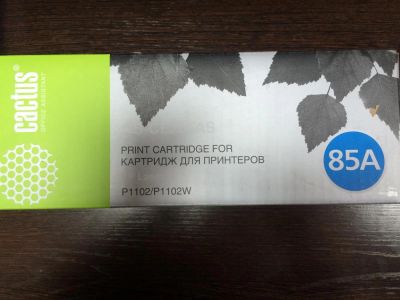 cactus
OFFICE ASSISTANT
PRINT CARTRIDGE FOR
КАРТРИДЖ ДЛЯ ПРИНТЕРОВ
P1102/P1102W
85A